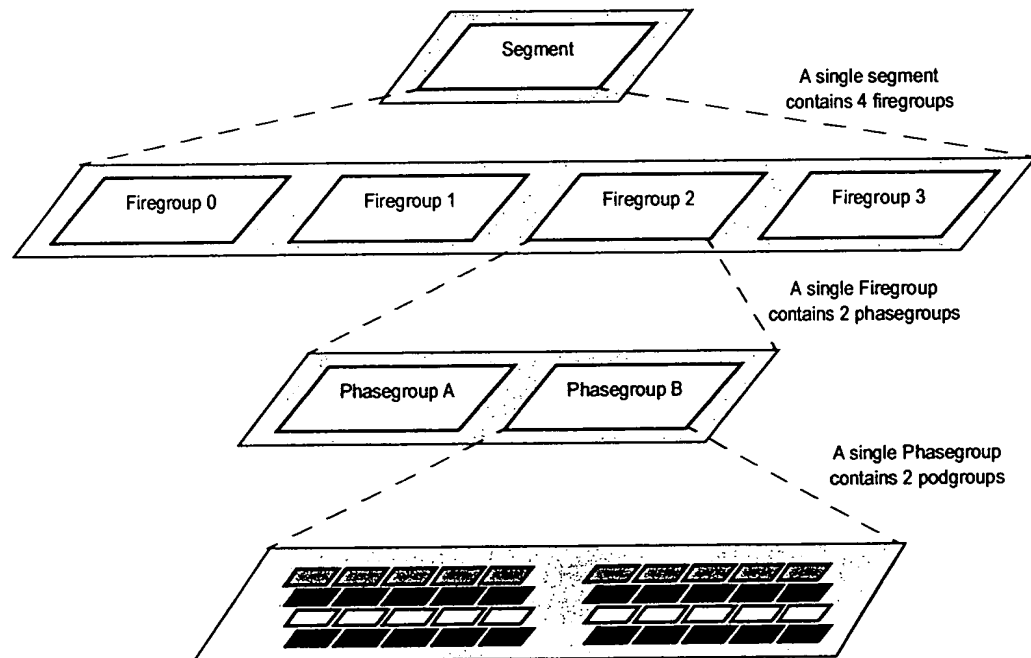 Segment
A single segment
contains 4 firegroups
Firegroup 0
Firegroup 1
Firegroup 2
Firegroup 3
A single Firegroup
contains 2 phasegroups
Phasegroup A
Phasegroup B
A single Phasegroup
contains 2 podgroups